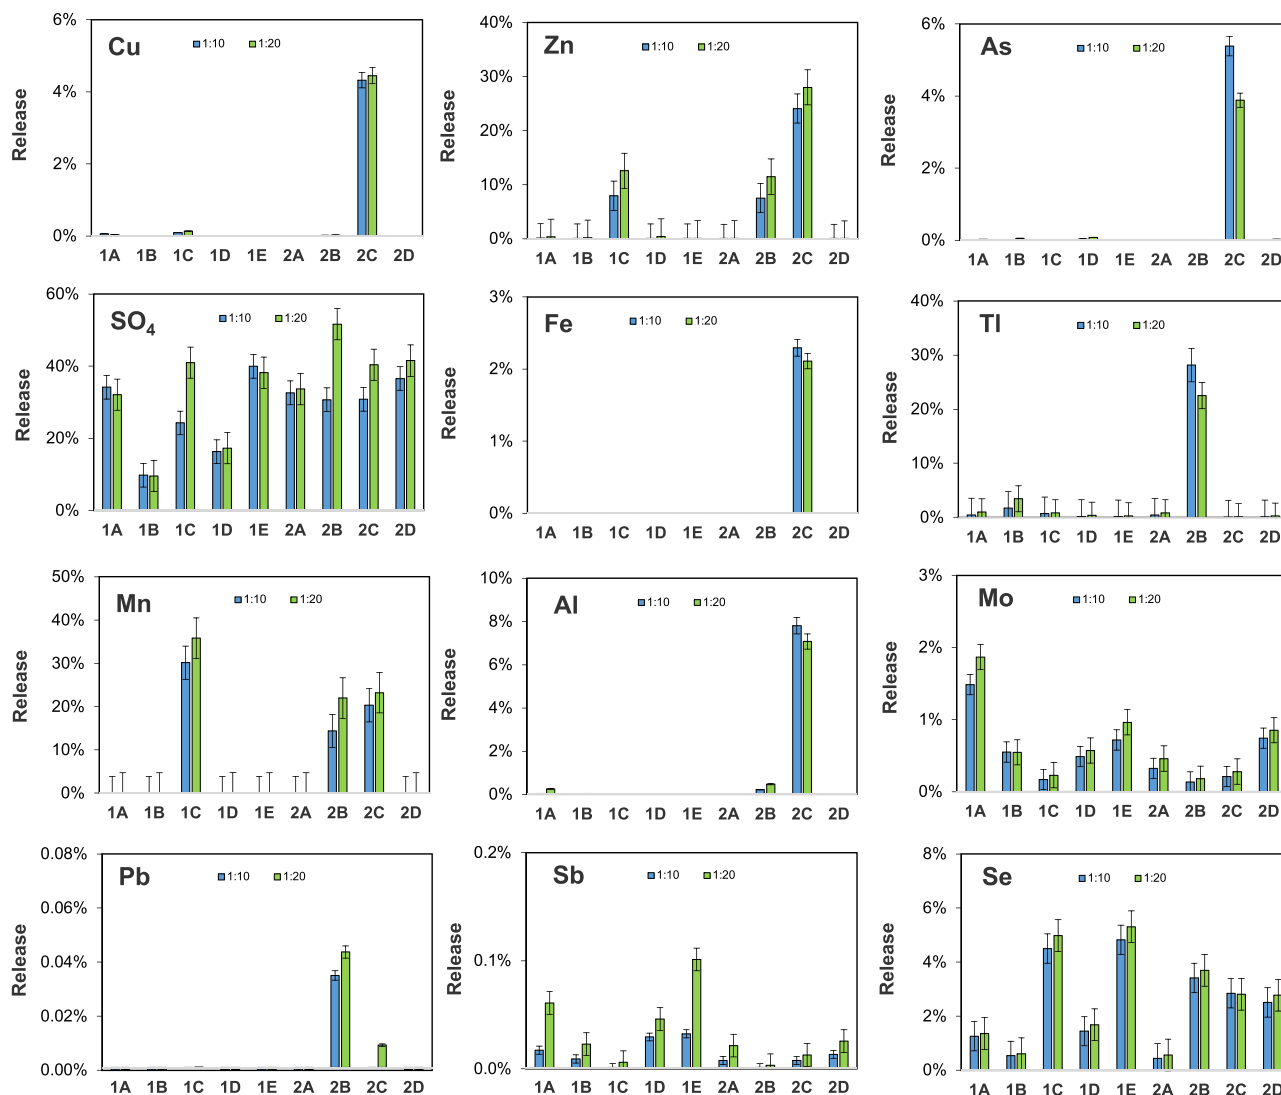 Cu
1:10 1:20
6%
4%
2%
0%
Release
1A 1B 1C 1D 1E 2A 2B 2C 2D
Zn
1:10 1:20
40%
30%
20%
10%
0%
Release
1A 1B 1C 1D 1E 2A 2B 2C 2D
As
1:10 1:20
6%
4%
2%
0%
Release
1A 1B 1C 1D 1E 2A 2B 2C 2D
SO4
1:10 1:20
60%
40%
20%
0%
Release
1A 1B 1C 1D 1E 2A 2B 2C 2D
Fe
1:10 1:20
3%
2%
1%
0%
Release
1A 1B 1C 1D 1E 2A 2B 2C 2D
Tl
1:10 1:20
40%
30%
20%
10%
0%
Release
1A 1B 1C 1D 1E 2A 2B 2C 2D
Mn
1:10 1:20
50%
40%
30%
20%
10%
0%
Release
1A 1B 1C 1D 1E 2A 2B 2C 2D
Al
1:10 1:20
10%
8%
6%
4%
2%
0%
Release
1A 1B 1C 1D 1E 2A 2B 2C 2D
Mo
1:10 1:20
3%
2%
1%
0%
Release
1A 1B 1C 1D 1E 2A 2B 2C 2D
Pb
1:10 1:20
0.08%
0.06%
0.04%
0.02%
0.00%
Release
1A 1B 1C 1D 1E 2A 2B 2C 2D
Sb
1:10 1:20
0.2%
0.1%
0.0%
Release
1A 1B 1C 1D 1E 2A 2B 2C 2D
Se
1:10 1:20
8%
6%
4%
2%
0%
Release
1A 1B 1C 1D 1E 2A 2B 2C 2D